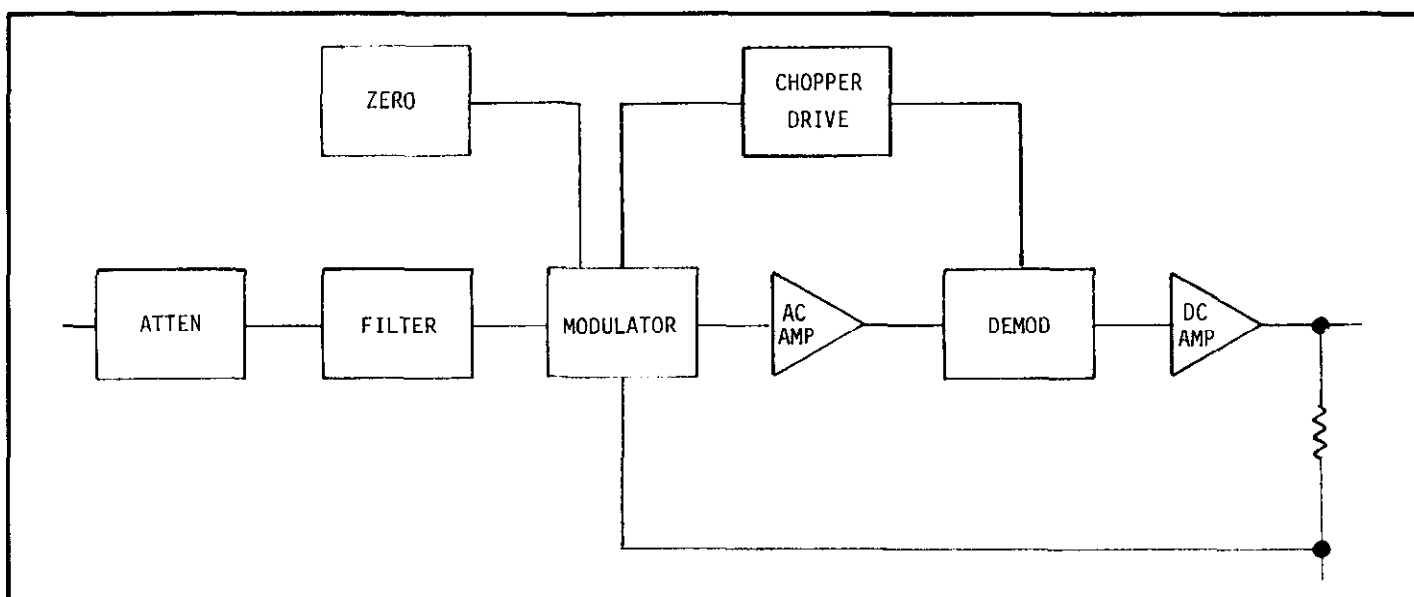 ZERO
CHOPPER
DRIVE
ATTEN
FILTER
MODULATOR
AC
AMP
DEMOD
DC
AMP